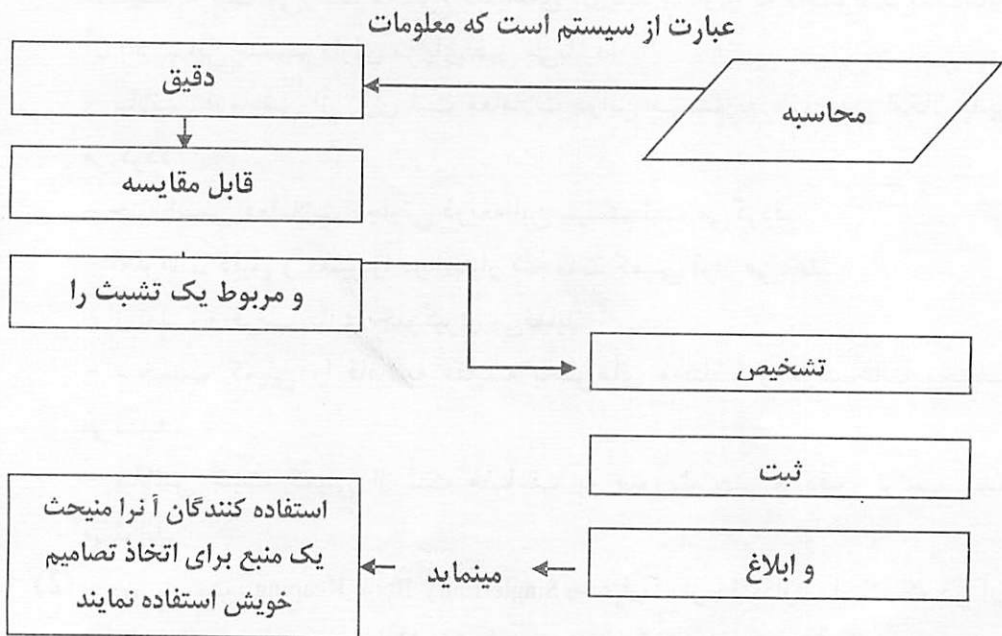 عبارت از سیستم است که معلومات
محاسبه
دقیق
قابل مقایسه
و مربوط یک تشبث را
تشخیص
ثبت
و ابلاغ
مینماید
استفاده کنندگان آ نرا منیحث
یک منبع برای اتخاذ تصامیم
خویش استفاده نمایند